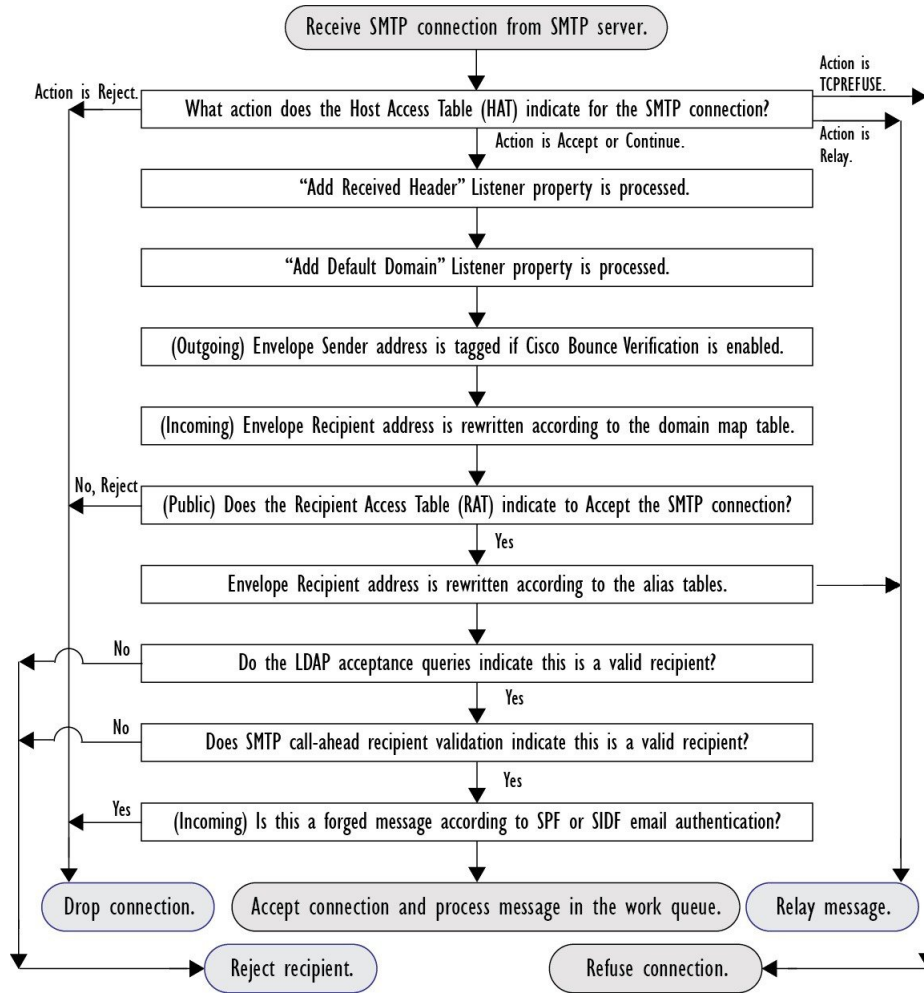 Receive SMTP connection from SMTP server.
Action is Reject.
Action is
TCPREFUSE.
What action does the Host Access Table (HAT) indicate for the SMTP connection?
Action is Accept or Continue.
Action is
Relay.
“Add Received Header” Listener property is processed.
“Add Default Domain” Listener property is processed.
(Outgoing) Envelope Sender address is tagged if Cisco Bounce Verification is enabled.
(Incoming) Envelope Recipient address is rewritten according to the domain map table.
No, Reject
(Public) Does the Recipient Access Table (RAT) indicate to Accept the SMTP connection?
Yes
Envelope Recipient address is rewritten according to the alias tables.
No
Do the LDAP acceptance queries indicate this is a valid recipient?
Yes
No
Does SMTP call-ahead recipient validation indicate this is a valid recipient?
Yes
Yes
(Incoming) Is this a forged message according to SPF or SIDF email authentication?
Drop connection.
Accept connection and process message in the work queue.
Relay message.
Reject recipient.
Refuse connection.